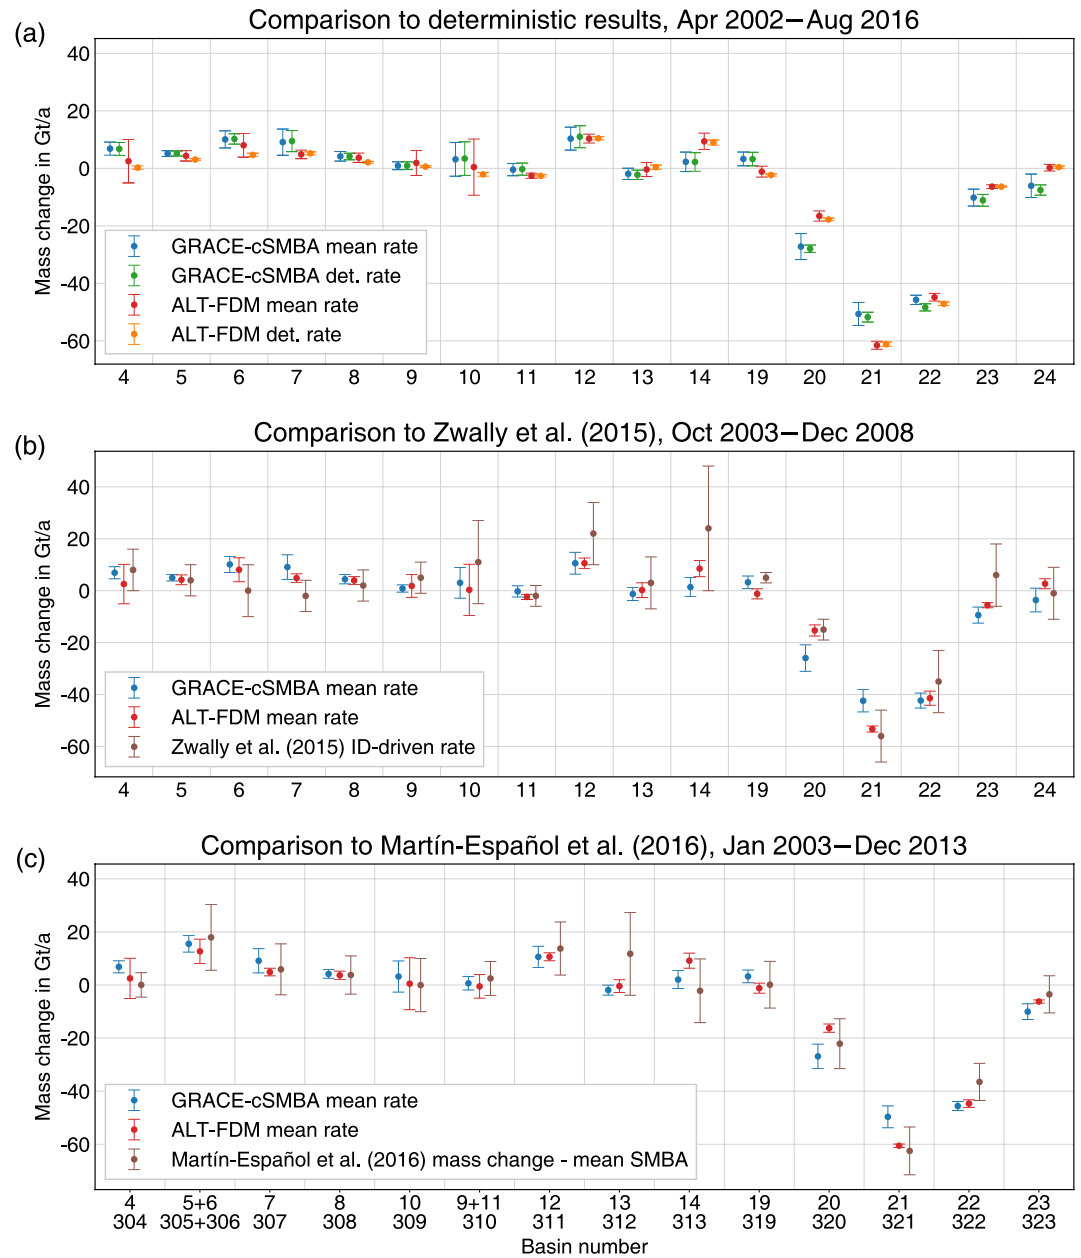 (a)
Comparison to deterministic results, Apr 2002−Aug 2016
Mass change in Gt/a
40
20
0
-20
-40
-60
GRACE-cSMBA mean rate
GRACE-cSMBA det. rate
ALT-FDM mean rate
ALT-FDM det. rate
4 5 6 7 8 9 10 11 12 13 14 19 20 21 22 23 24
(b)
Comparison to Zwally et al. (2015), Oct 2003−Dec 2008
Mass change in Gt/a
40
20
0
-20
-40
-60
GRACE-cSMBA mean rate
ALT-FDM mean rate
Zwally et al. (2015) ID-driven rate
4 5 6 7 8 9 10 11 12 13 14 19 20 21 22 23 24
(c)
Comparison to Martín-Español et al. (2016), Jan 2003−Dec 2013
Mass change in Gt/a
40
20
0
-20
-40
-60
GRACE-cSMBA mean rate
ALT-FDM mean rate
Martín-Español et al. (2016) mass change - mean SMBA
4 5+6 7 8 10 9+11 12 13 14 19 20 21 22 23
304 305+306 307 308 309 310 311 312 313 319 320 321 322 323
Basin number